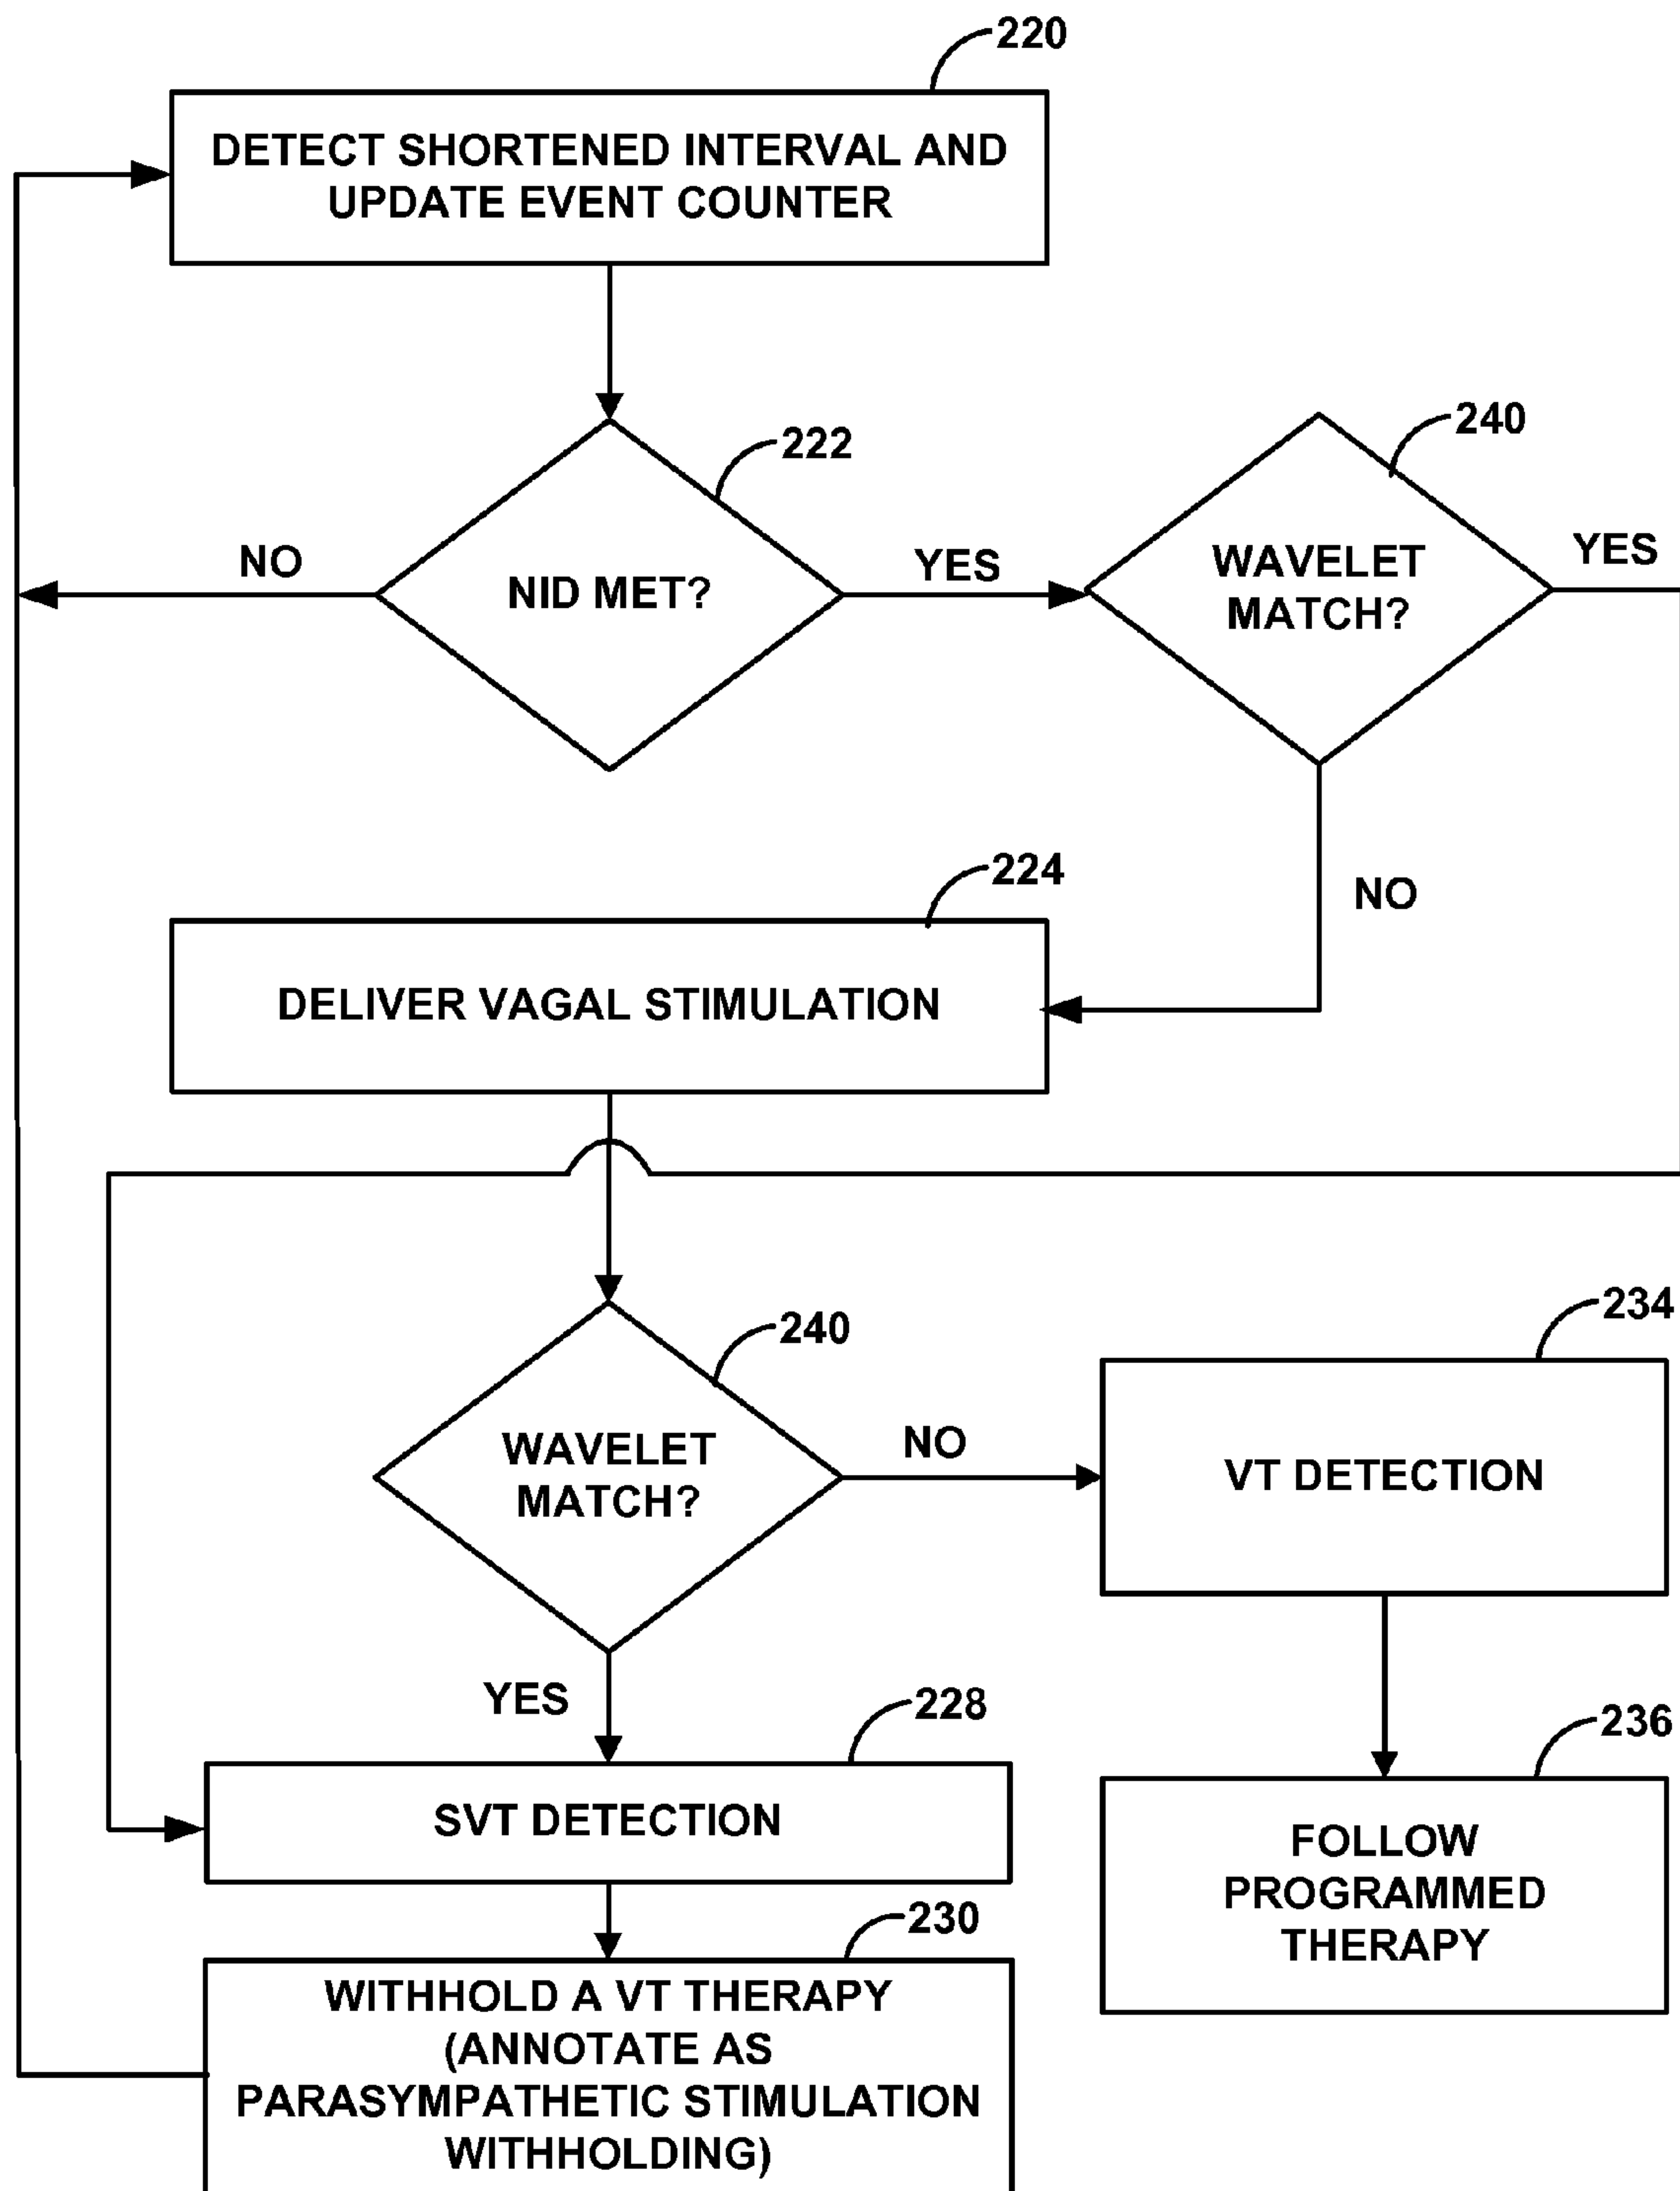 220
DETECT SHORTENED INTERVAL AND
UPDATE EVENT COUNTER
222
240
NO
NID MET?
YES
WAVELET
MATCH?
YES
224
NO
DELIVER VAGAL STIMULATION
240
234
WAVELET
MATCH?
NO
VT DETECTION
YES
228
236
SVT DETECTION
FOLLOW
PROGRAMMED
THERAPY
230
WITHHOLD A VT THERAPY
(ANNOTATE AS
PARASYMPATHETIC STIMULATION
WITHHOLDING)